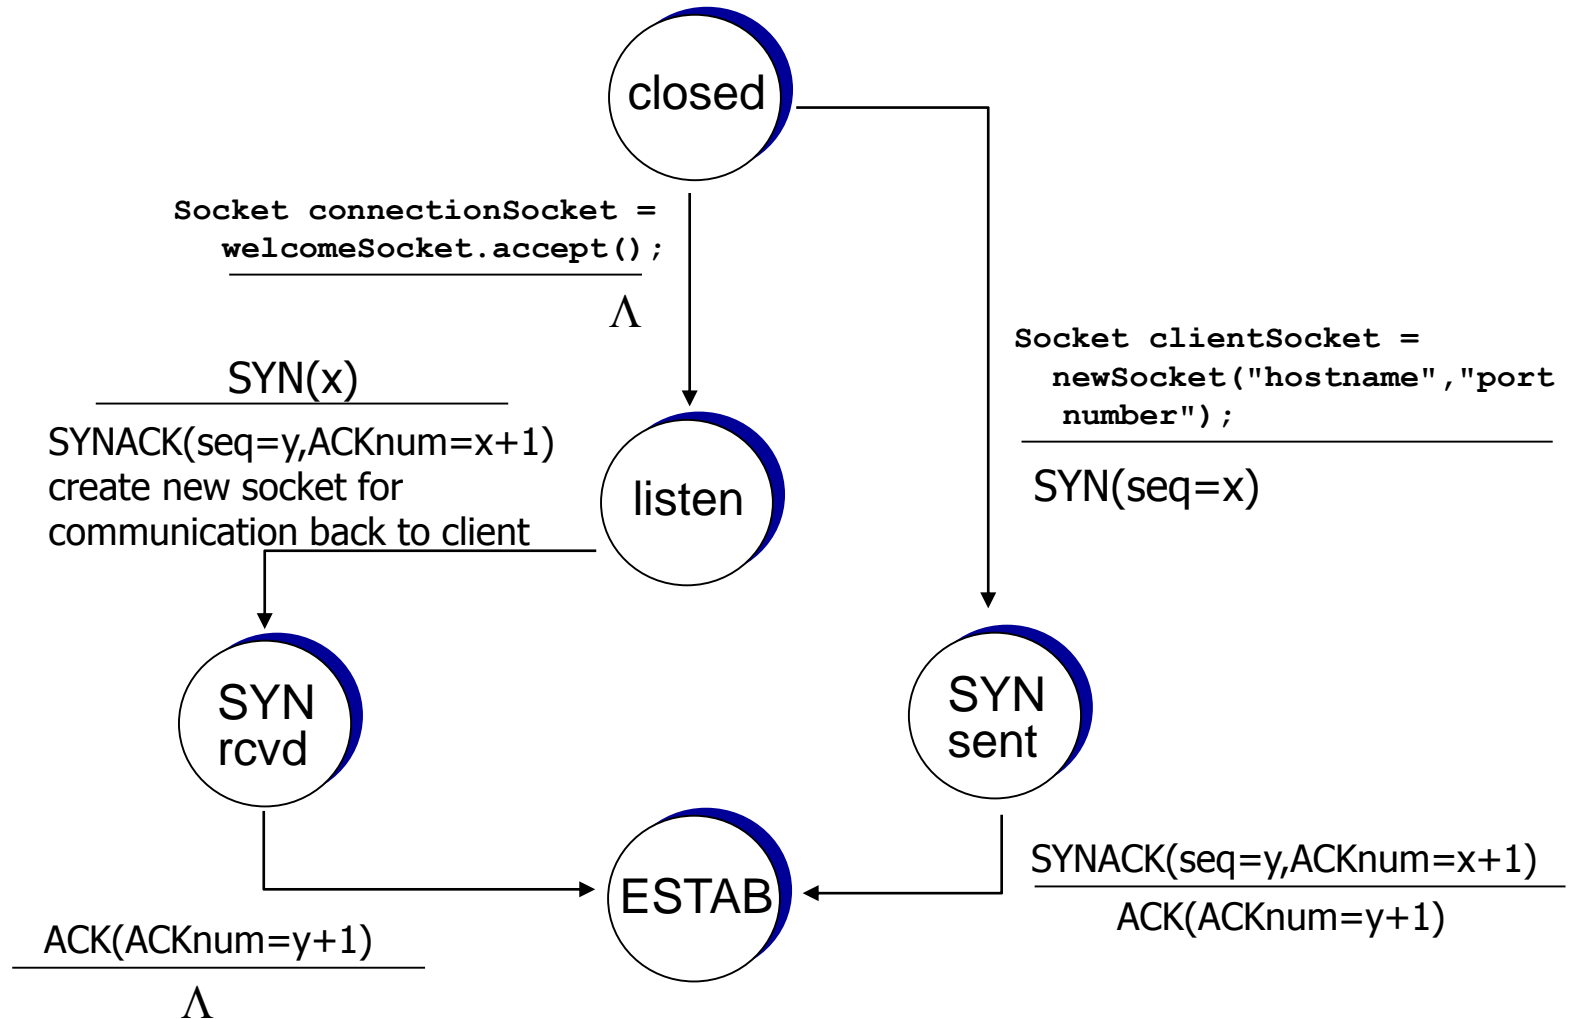 closed
Socket connectionSocket =
welcomeSocket.accept();
Λ
Socket clientSocket =
newSocket("hostname","port
number");
SYN(seq=x)
SYN(x)
SYNACK(seq=y,ACKnum=x+1)
create new socket for
communication back to client
listen
SYN
rcvd
SYN
sent
ESTAB
SYNACK(seq=y,ACKnum=x+1)
ACK(ACKnum=y+1)
ACK(ACKnum=y+1)
Λ